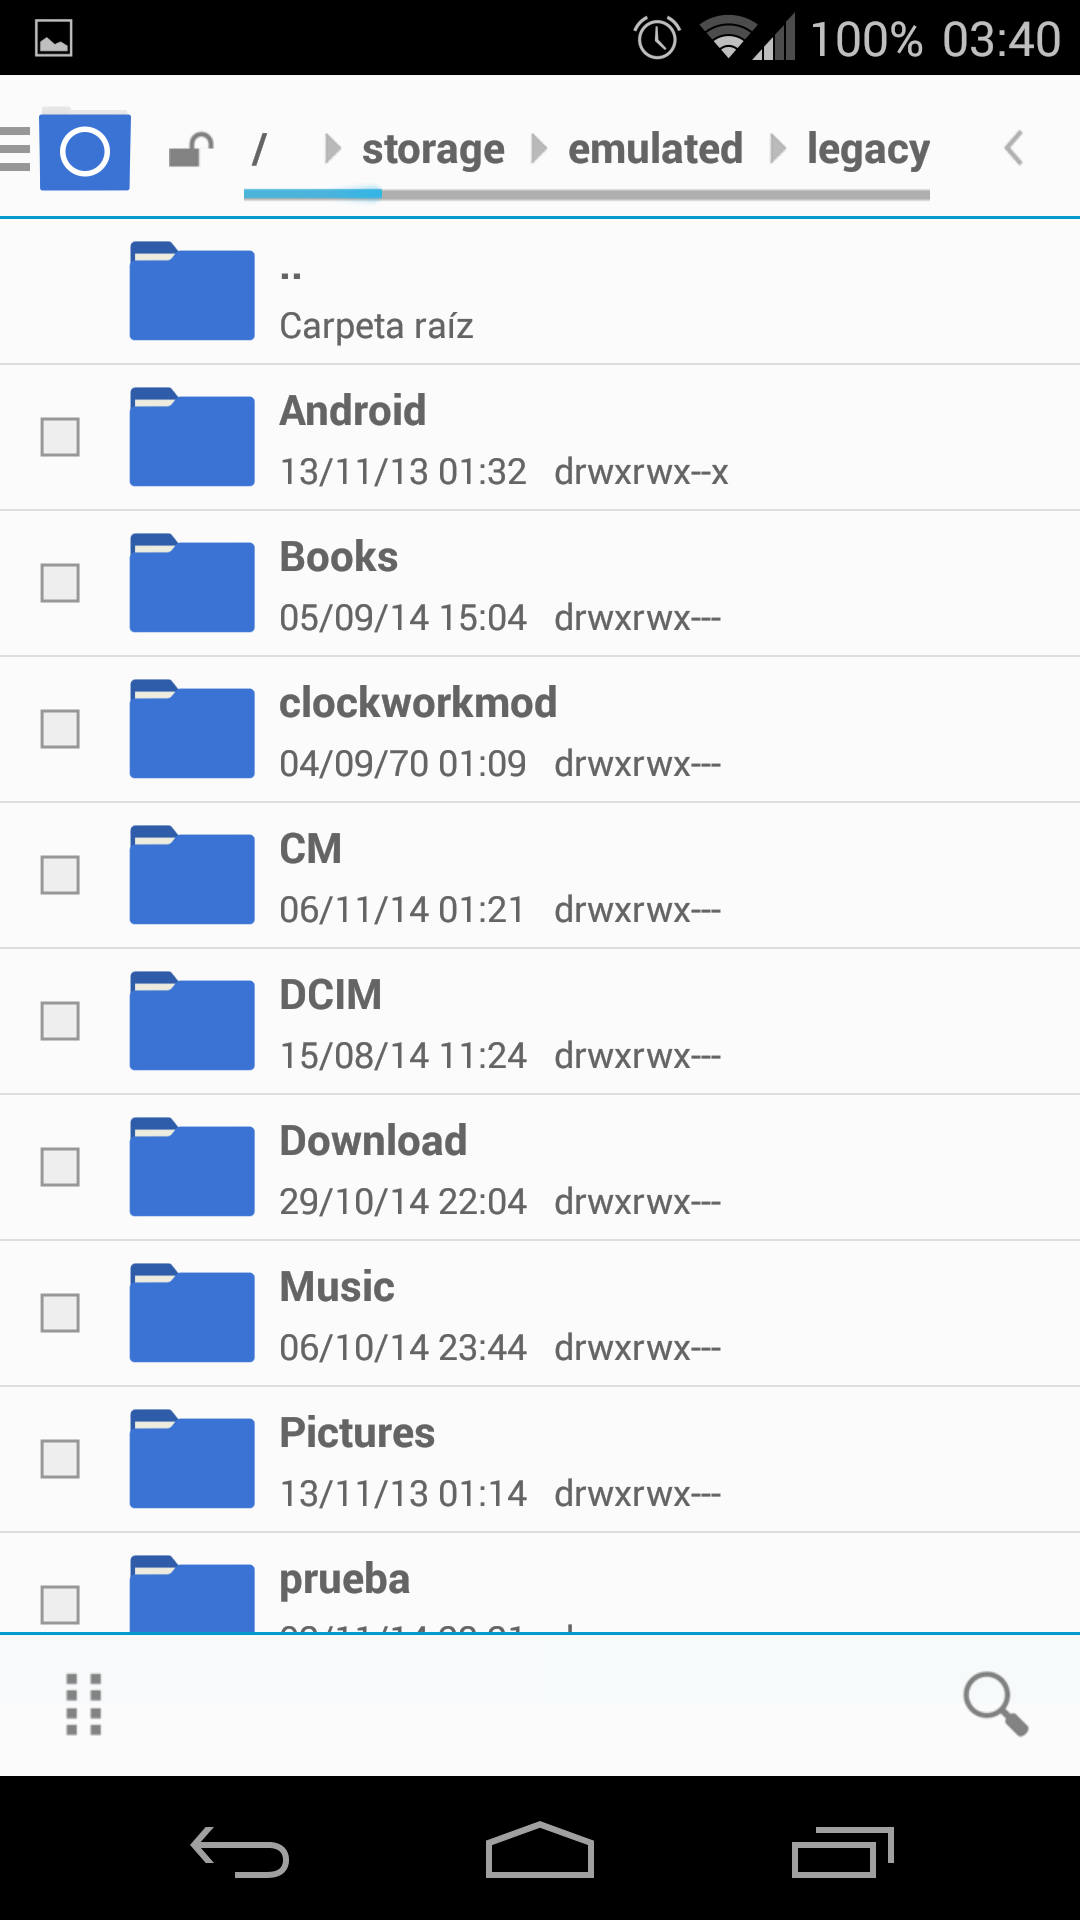 100% 03:40
/ storage emulated legacy
..
Carpeta raíz
Android
13/11/13 01:32 drwxrwx--x
Books
05/09/14 15:04 drwxrwx---
clockworkmod
04/09/70 01:09 drwxrwx---
CM
06/11/14 01:21 drwxrwx---
DCIM
15/08/14 11:24 drwxrwx---
Download
29/10/14 22:04 drwxrwx---
Music
06/10/14 23:44 drwxrwx---
Pictures
13/11/13 01:14 drwxrwx---
prueba